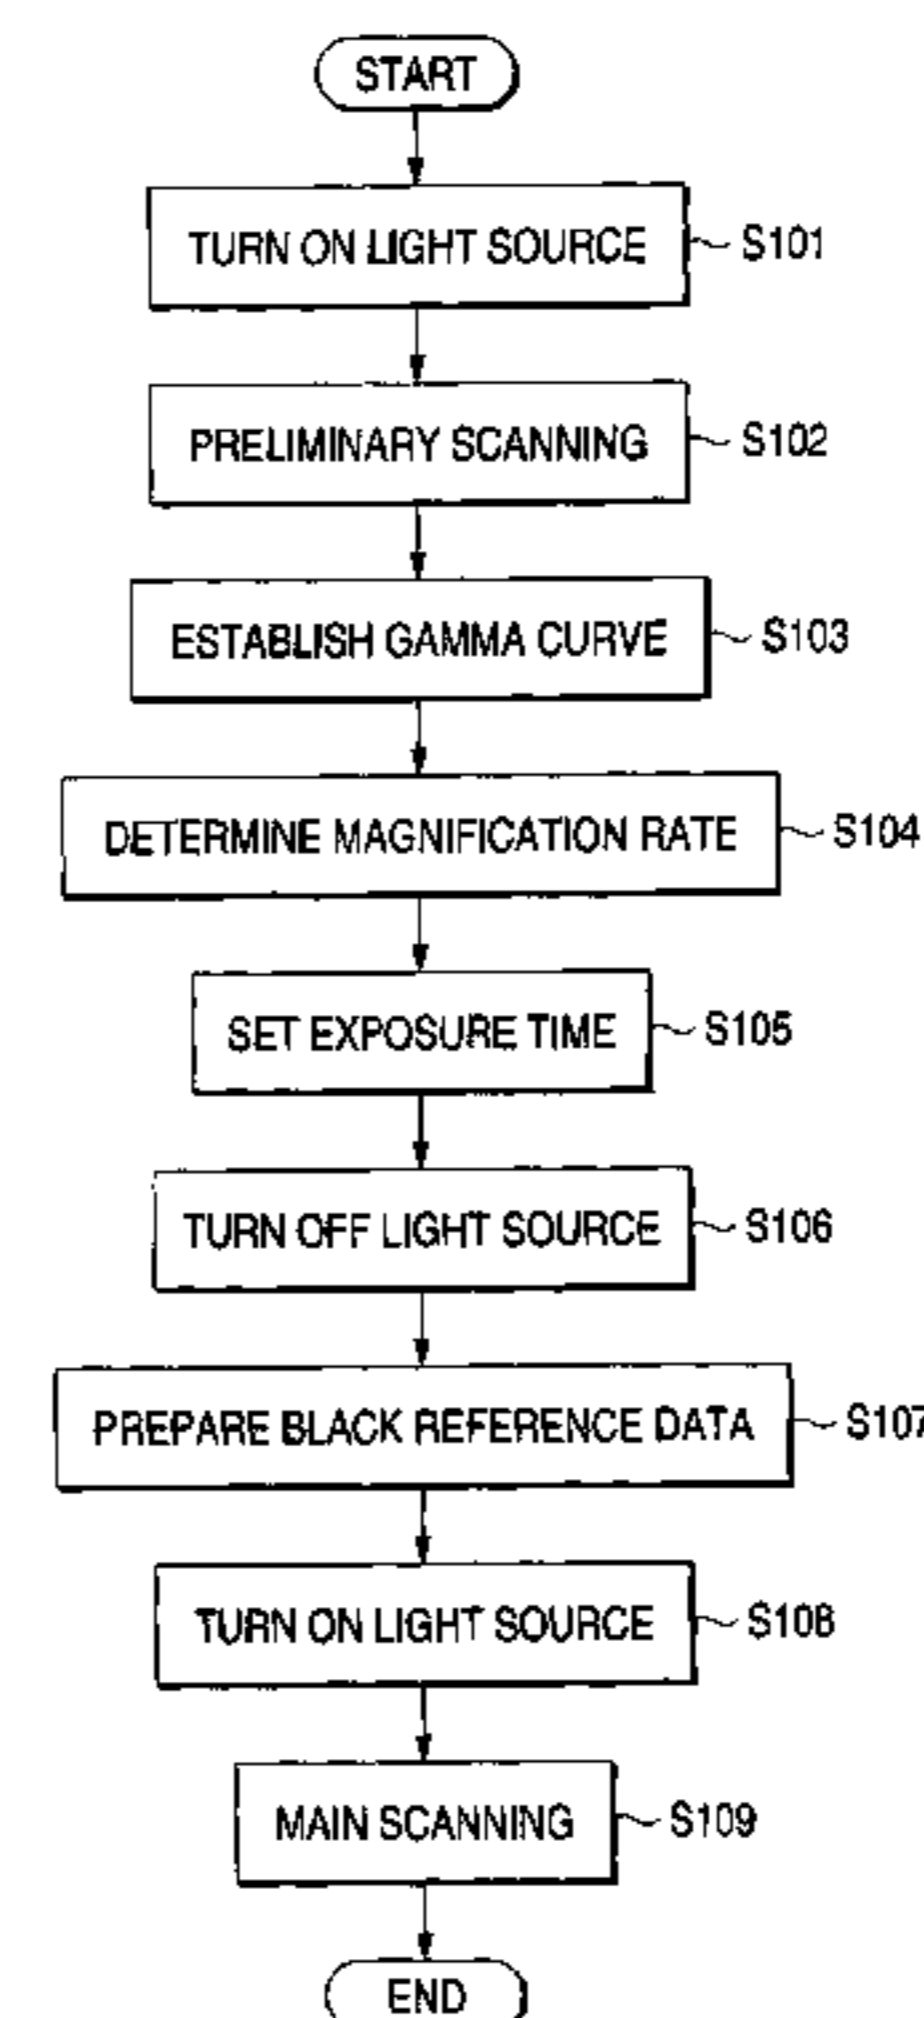 START
TURN ON LIGHT SOURCE S101
PRELIMINARY SCANNING S102
ESTABLISH GAMMA CURVE S103
DETERMINE MAGNIFICATION RATE S104
SET EXPOSURE TIME S105
TURN OFF LIGHT SOURCE S106
PREPARE BLACK REFERENCE DATA S107
TURN ON LIGHT SOURCE S108
MAIN SCANNING S109
END